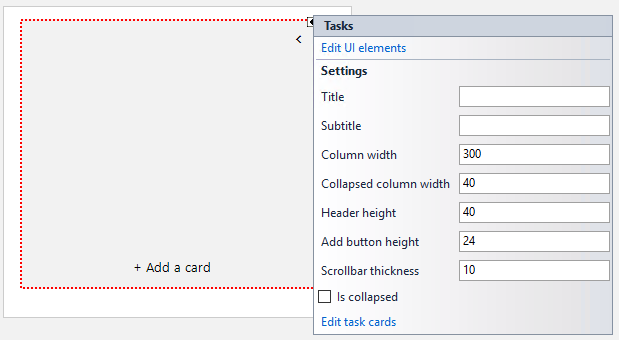 Tasks
<
Edit UI elements
Settings
Title
Subtitle
Column width 300
Collapsed column width 40
Header height 40
Add button height 24
+ Add a card
Scrollbar thickness 10
Is collapsed
Edit task cards